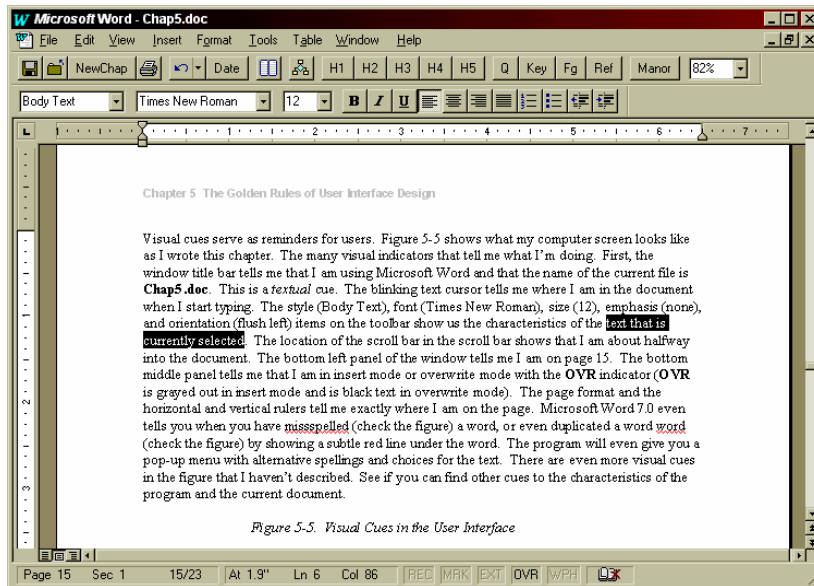 Microsoft Word - Chap5.doc
File Edit View Insert Format Tools Table Window Help
NewChap Date H1 H2 H3 H4 H5 Q Key Fg Ref Manor 82%
Body Text Times New Roman 12 B I U
1 1 2 3 4 5 6 7
Chapter 5 The Golden Rules of User Interface Design
Visual cues serve as reminders for users. Figure 5-5 shows what my computer screen looks like
as I wrote this chapter. The many visual indicators that tell me what I'm doing. First, the
window title bar tells me that I am using Microsoft Word and that the name of the current file is
Chap5.doc. This is a textual cue. The blinking text cursor tells me where I am in the document
when I start typing. The style (Body Text), font (Times New Roman), size (12), emphasis (none),
and orientation (flush left) items on the toolbar show us the characteristics of the text that is
currently selected. The location of the scroll bar in the scroll bar shows that I am about halfway
into the document. The bottom left panel of the window tells me I am on page 15. The bottom
middle panel tells me that I am in insert mode or overwrite mode with the OVR indicator (OVR
is grayed out in insert mode and is black text in overwrite mode). The page format and the
horizontal and vertical rulers tell me exactly where I am on the page. Microsoft Word 7.0 even
tells you when you have missspelled (check the figure) a word, or even duplicated a word word
(check the figure) by showing a subtle red line under the word. The program will even give you a
pop-up menu with alternative spellings and choices for the text. There are even more visual cues
in the figure that I haven't described. See if you can find other cues to the characteristics of the
program and the current document.
Figure 5-5. Visual Cues in the User Interface
1
2
3
Page 15 Sec 1 15/23 At 1.9" Ln 6 Col 86 REC MRK EXT OVR WPH